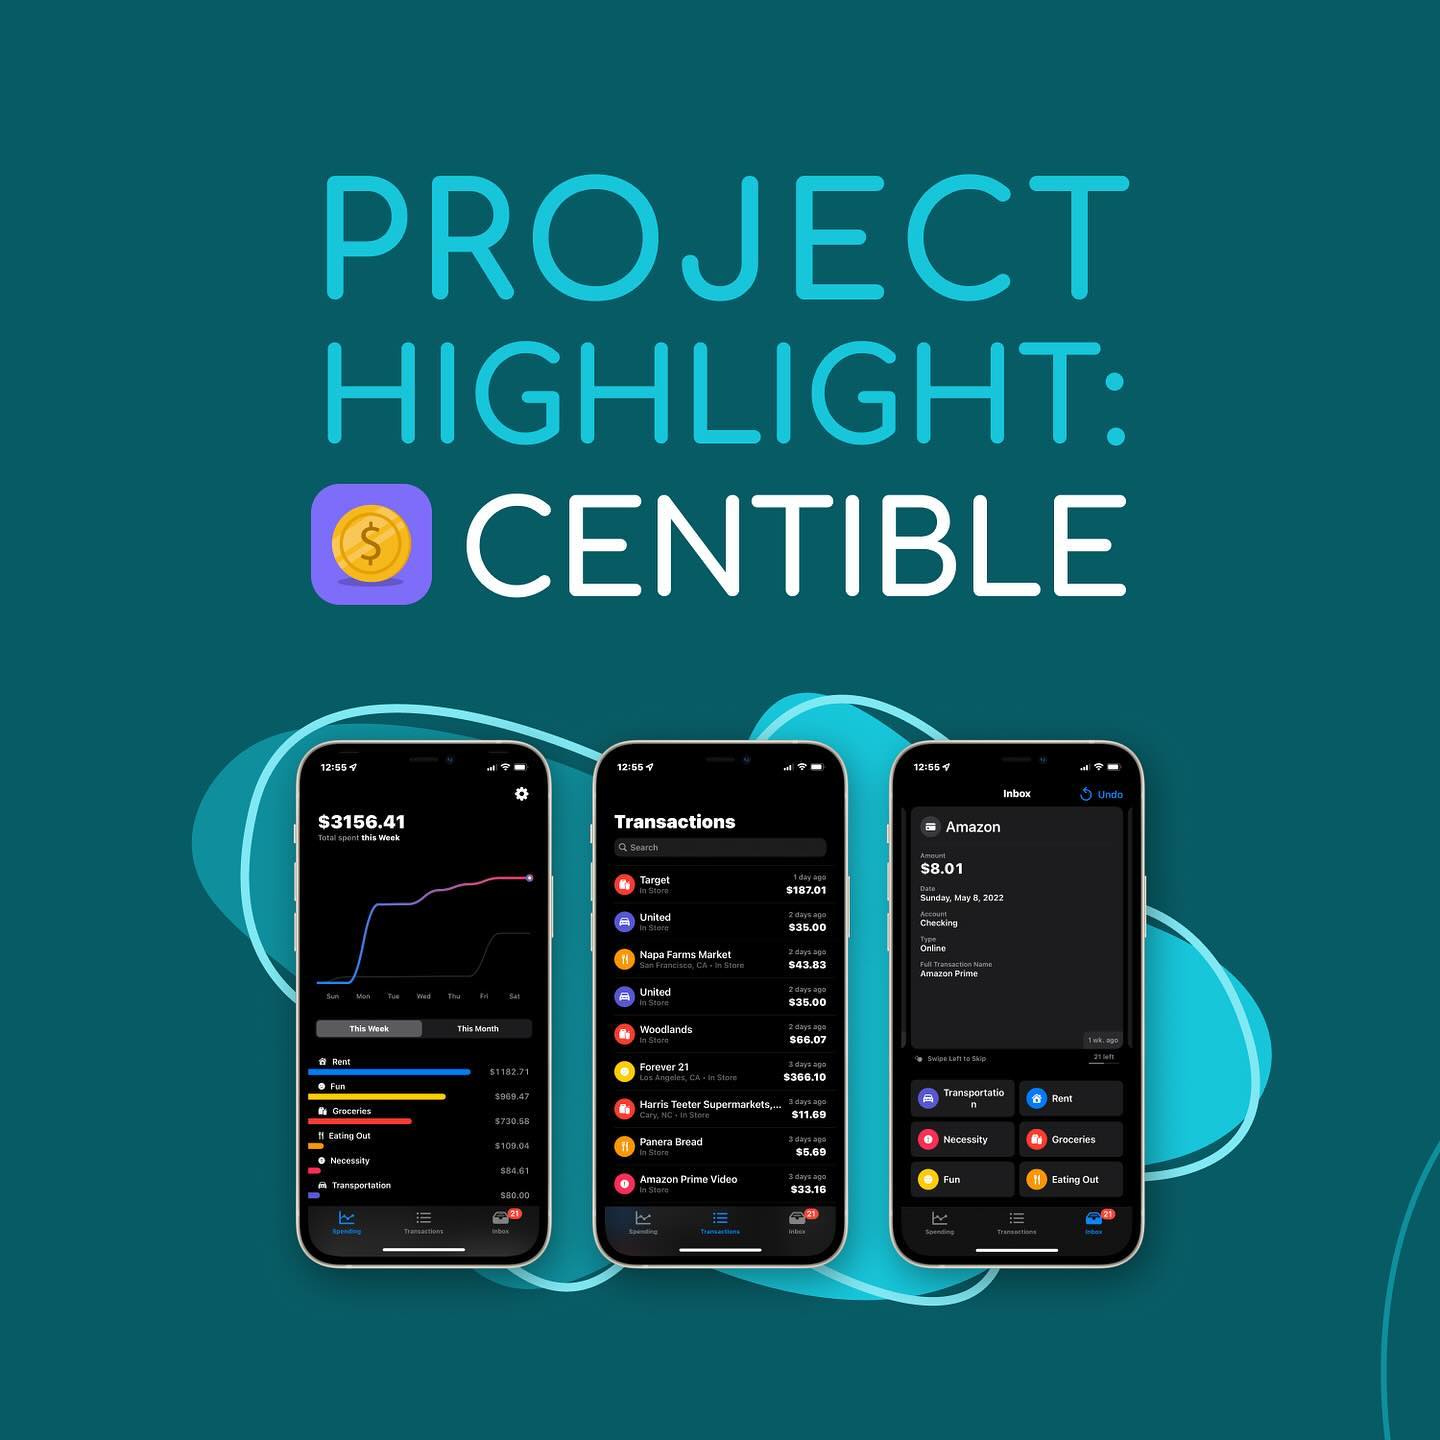 PROJECT
HIGHLIGHT:
$ CENTIBLE
12:55
$3156.41
Total spent this Week
Sun Mon Tue Wed Thu Fri Sat
This Week This Month
Rent
$1182.71
Fun
$969.47
Groceries
$730.58
Eating Out
$109.04
Necessity
$84.61
Transportation
$80.00
Spending Transactions Inbox 21
12:55
Transactions
Search
Target 1 day ago
In Store $187.01
United 2 days ago
In Store $35.00
Napa Farms Market 2 days ago
San Francisco, CA • In Store $43.83
United 2 days ago
In Store $35.00
Woodlands 2 days ago
In Store $66.07
Forever 21 3 days ago
Los Angeles, CA • In Store $366.10
Harris Teeter Supermarkets,... 3 days ago
Cary, NC • In Store $11.69
Panera Bread 3 days ago
In Store $5.69
Amazon Prime Video 3 days ago
In Store $33.16
Spending Transactions Inbox 21
12:55
Inbox Undo
Amazon
Amount
$8.01
Date
Sunday, May 8, 2022
Account
Checking
Type
Online
Full Transaction Name
Amazon Prime
1 wk. ago
Swipe Left to Skip 21 left
Transportatio
n
Rent
Necessity Groceries
Fun Eating Out
Spending Transactions Inbox 21